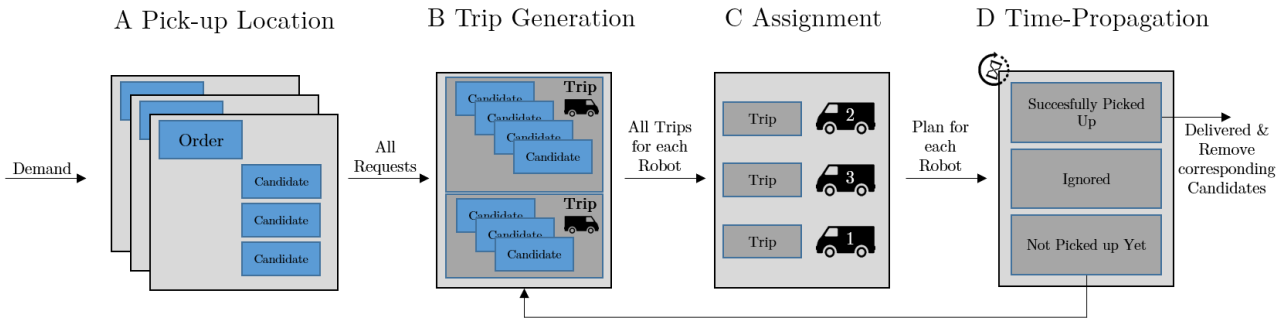 A Pick-up Location
B Trip Generation
C Assignment
D Time-Propagation
Demand
Order
Candidate
Candidate
Candidate
All
Requests
Trip
Candidate
Candidate
Candidate
Candidate
Trip
Candidate
Candidate
Candidate
All Trips
for each
Robot
Trip
2
Trip
3
Trip
1
Plan for
each
Robot
Succesfully Picked
Up
Ignored
Not Picked up Yet
Delivered &
Remove
corresponding
Candidates